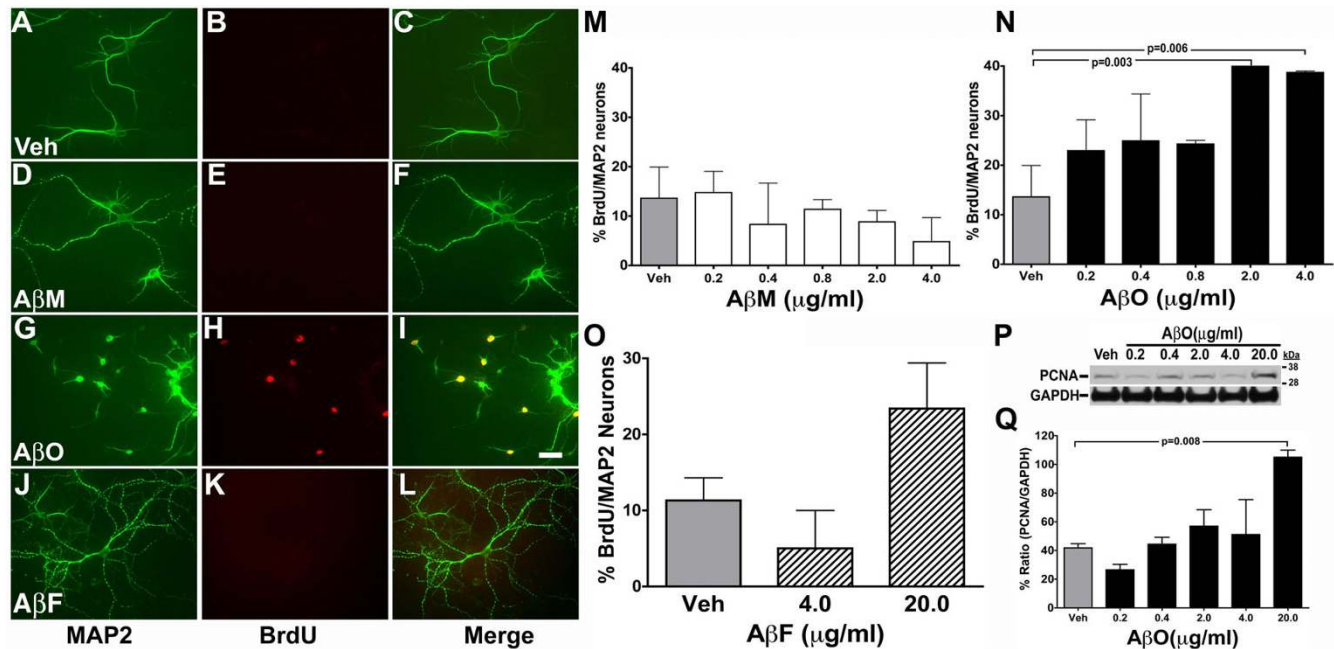 A
B
C
Veh
D
E
F
AβM
G
H
I
AβO
J
K
L
AβF
MAP2
BrdU
Merge
M
% BrdU/MAP2 neurons
40
30
20
10
0
Veh 0.2 0.4 0.8 2.0 4.0
AβM (μg/ml)
N
p=0.006
p=0.003
% BrdU/MAP2 neurons
40
30
20
10
0
Veh 0.2 0.4 0.8 2.0 4.0
AβO (μg/ml)
O
% BrdU/MAP2 Neurons
30
20
10
0
Veh 4.0 20.0
AβF (μg/ml)
P
AβO(μg/ml)
Veh 0.2 0.4 2.0 4.0 20.0 kDa
PCNA
38
28
GAPDH
Q
p=0.008
% Ratio (PCNA/GAPDH)
120
100
80
60
40
20
0
Veh 0.2 0.4 2.0 4.0 20.0
AβO(μg/ml)